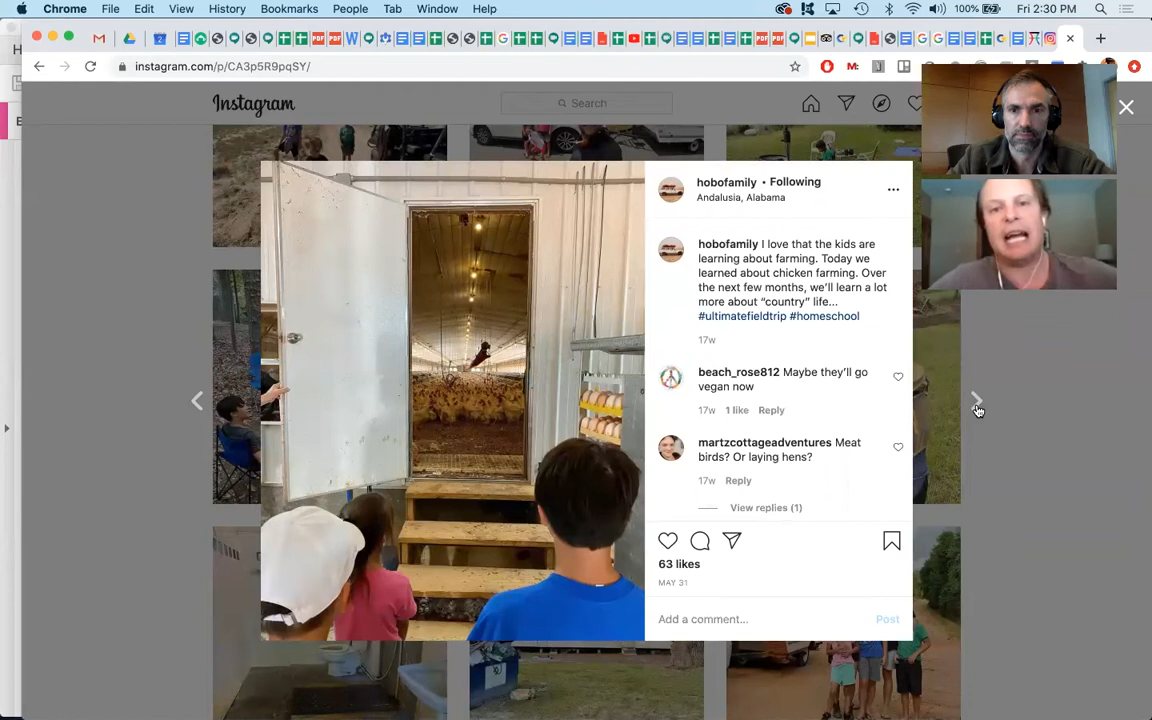 Chrome File Edit View History Bookmarks People Tab Window Help 100% Fri 2:30 PM
instagram.com/p/CA3p5R9pqSY/
Instagram Search
hobofamily • Following
Andalusia, Alabama
hobofamily I love that the kids are
learning about farming. Today we
learned about chicken farming. Over
the next few months, we’ll learn a lot
more about “country” life...
#ultimatefieldtrip #homeschool
17w
beach_rose812 Maybe they’ll go
vegan now
17w 1 like Reply
martzcottageadventures Meat
birds? Or laying hens?
17w Reply
View replies (1)
63 likes
MAY 31
Add a comment... Post